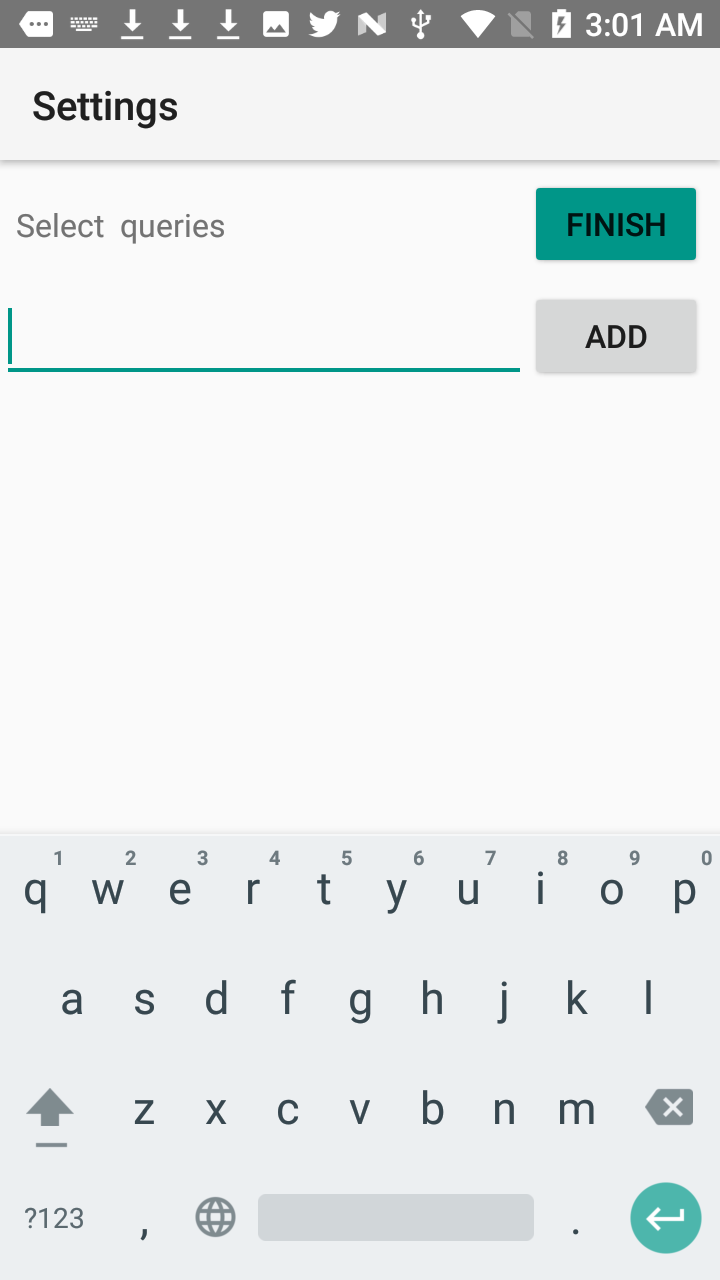 3:01 AM
Settings
Select queries
FINISH
ADD
1 2 3 4 5 6 7 8 9 0
q w e r t y u i o p
a s d f g h j k l
z x c v b n m
?123 , .